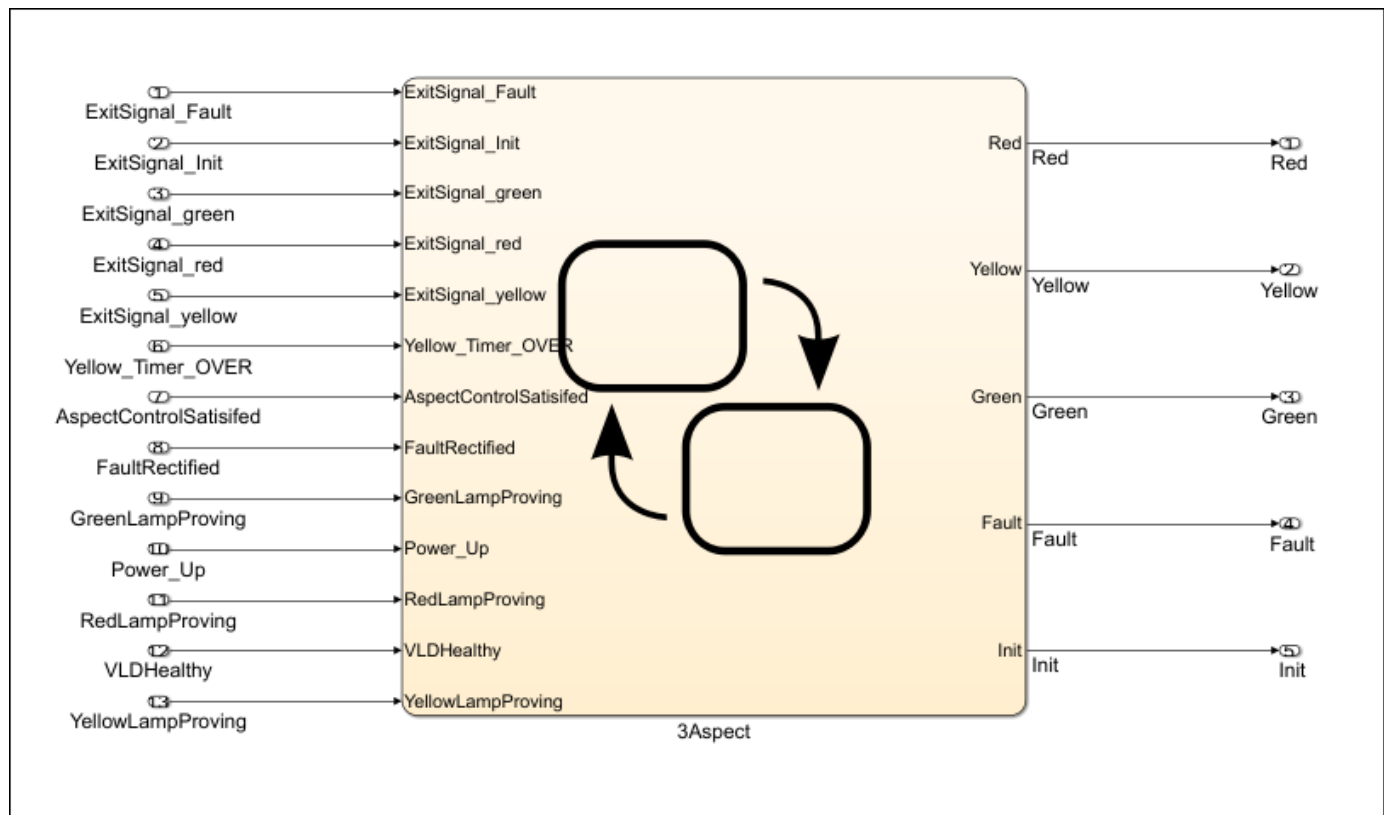 1
ExitSignal_Fault
ExitSignal_Fault
2
ExitSignal_Init
ExitSignal_Init
3
ExitSignal_green
ExitSignal_green
4
ExitSignal_red
ExitSignal_red
5
ExitSignal_yellow
ExitSignal_yellow
6
Yellow_Timer_OVER
Yellow_Timer_OVER
7
AspectControlSatisifed
AspectControlSatisifed
8
FaultRectified
FaultRectified
9
GreenLampProving
GreenLampProving
10
Power_Up
Power_Up
11
RedLampProving
RedLampProving
12
VLDHealthy
VLDHealthy
13
YellowLampProving
YellowLampProving
Red
Red
1
Red
Yellow
Yellow
2
Yellow
Green
Green
3
Green
Fault
Fault
4
Fault
Init
Init
5
Init
3Aspect